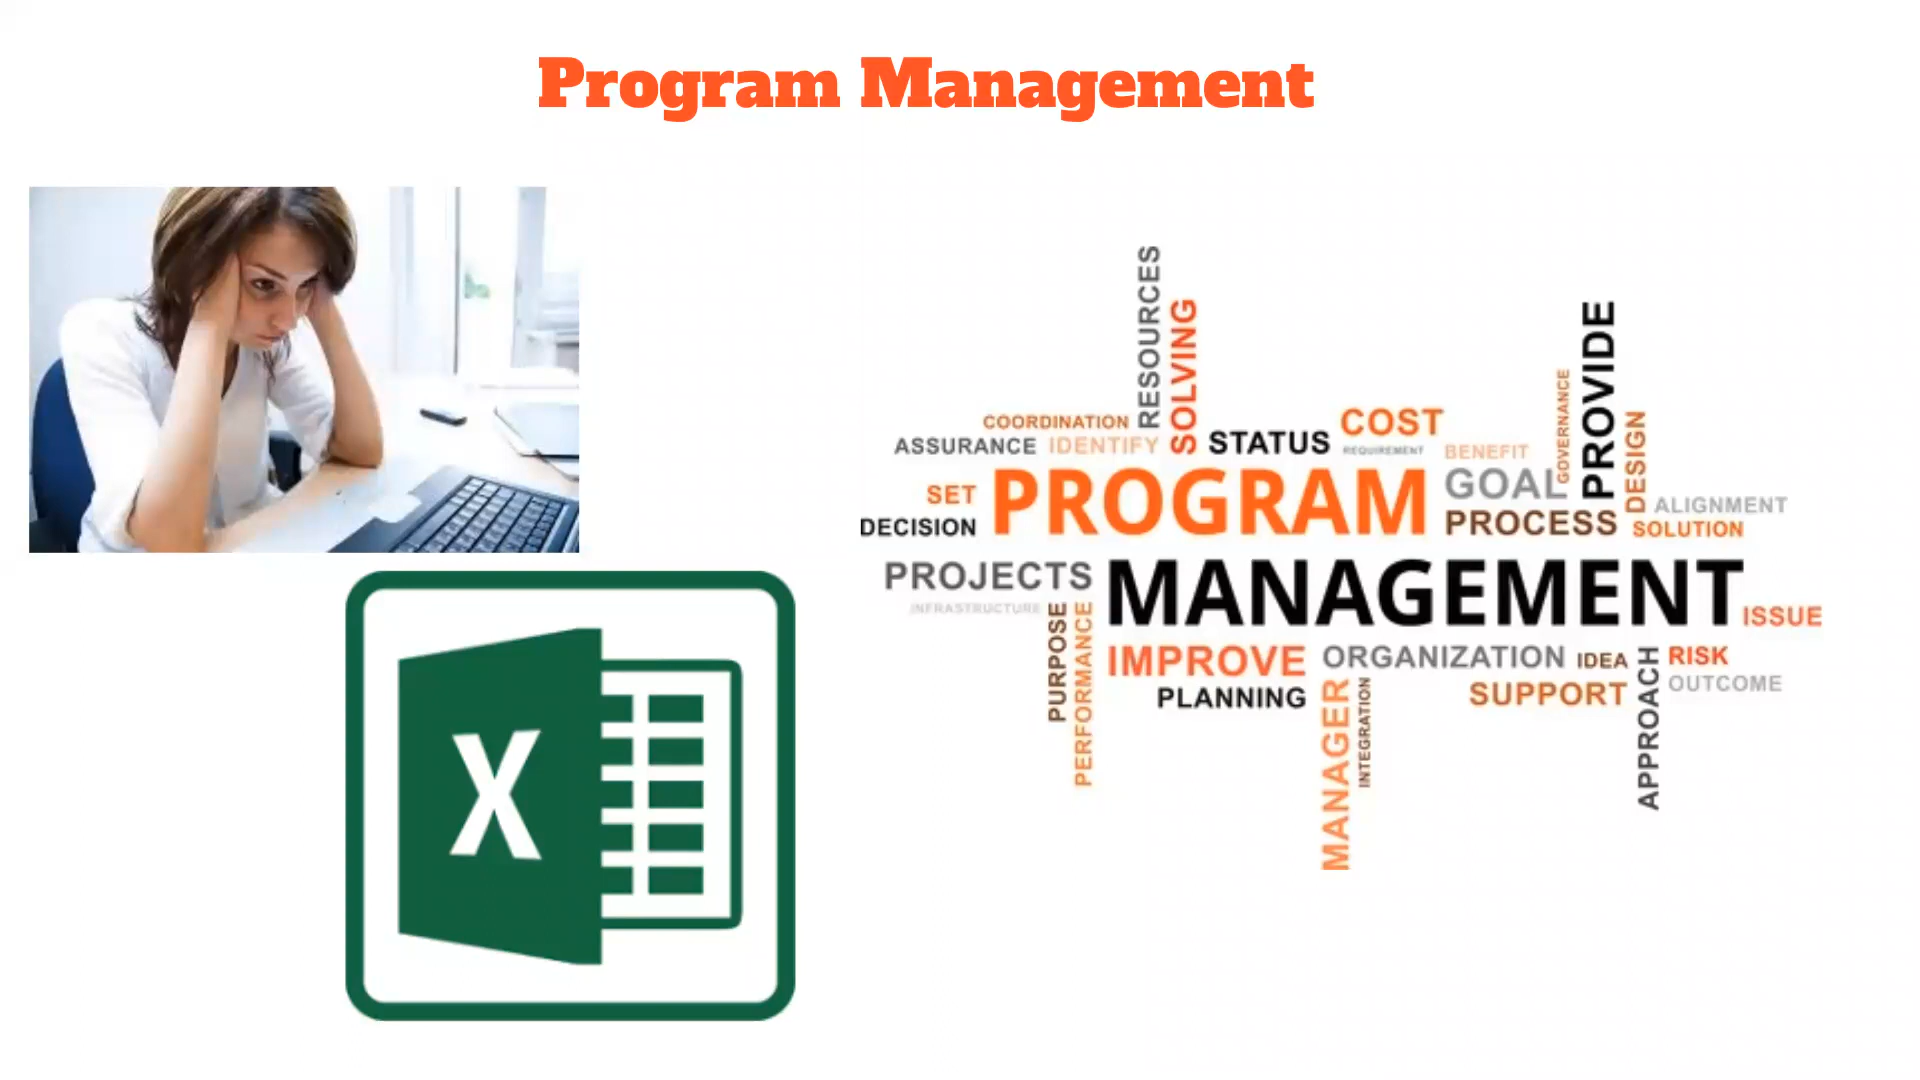 Program Management
RESOURCES
SOLVING
PROVIDE
GOVERNANCE
DESIGN
COORDINATION
COST
ASSURANCE IDENTIFY STATUS REQUIREMENT BENEFIT
SET PROGRAM GOAL
DECISION PROCESS
ALIGNMENT
SOLUTION
PROJECTS MANAGEMENT ISSUE
INFRASTRUCTURE
PURPOSE
PERFORMANCE
IMPROVE ORGANIZATION IDEA RISK
PLANNING SUPPORT OUTCOME
MANAGER
INTEGRATION
APPROACH
X